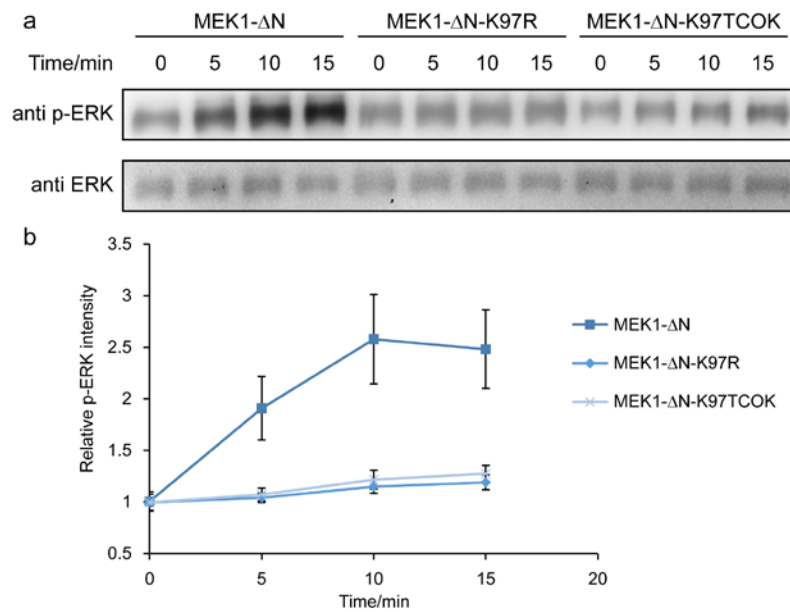 a
MEK1-ΔN MEK1-ΔN-K97R MEK1-ΔN-K97TCOK
Time/min 0 5 10 15 0 5 10 15 0 5 10 15
anti p-ERK
anti ERK
b
Relative p-ERK intensity
3.5
3
2.5
2
1.5
1
0.5
0 5 10 15 20
Time/min
MEK1-ΔN
MEK1-ΔN-K97R
MEK1-ΔN-K97TCOK